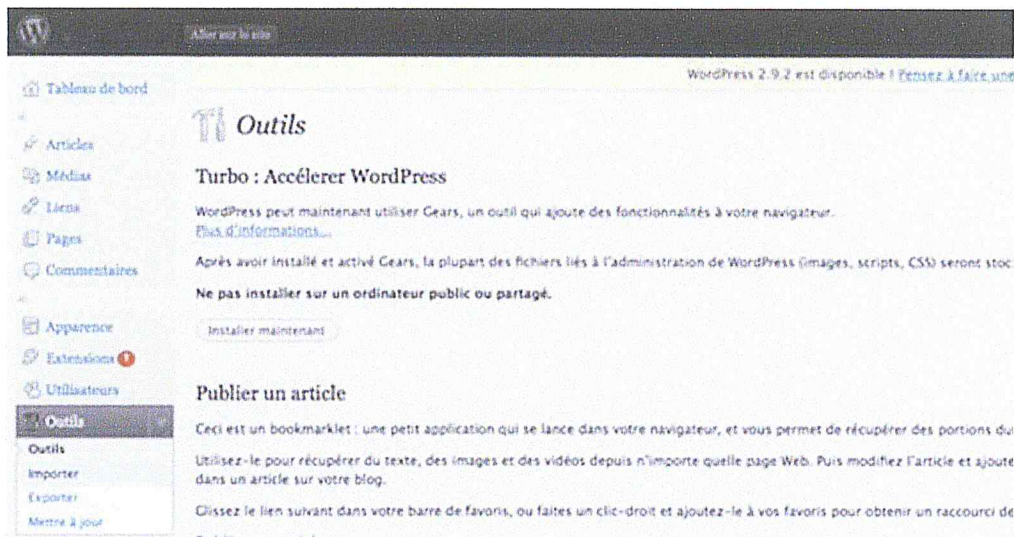 Aller sur le site
WordPress 2.9.2 est disponible ! Pensez à faire une
Tableau de bord
Outils
Articles
Médias
Turbo : Accélerer WordPress
Liens
WordPress peut maintenant utiliser Gears, un outil qui ajoute des fonctionnalités à votre navigateur.
Plus d'informations...
Pages
Commentaires
Après avoir installé et activé Gears, la plupart des fichiers liés à l'administration de WordPress (images, scripts, CSS) seront stoc
Ne pas installer sur un ordinateur public ou partagé.
Apparence
Installer maintenant
Extensions
Utilisateurs
Publier un article
Outils
Ceci est un bookmarklet : une petit application qui se lance dans votre navigateur, et vous permet de récupérer des portions du
Outils
Utilisez-le pour récupérer du texte, des images et des vidéos depuis n'importe quelle page Web. Puis modifiez l'article et ajoute
Importer
dans un article sur votre blog.
Exporter
Glissez le lien suivant dans votre barre de favoris, ou faites un clic-droit et ajoutez-le à vos favoris pour obtenir un raccourci de
Mettre à jour